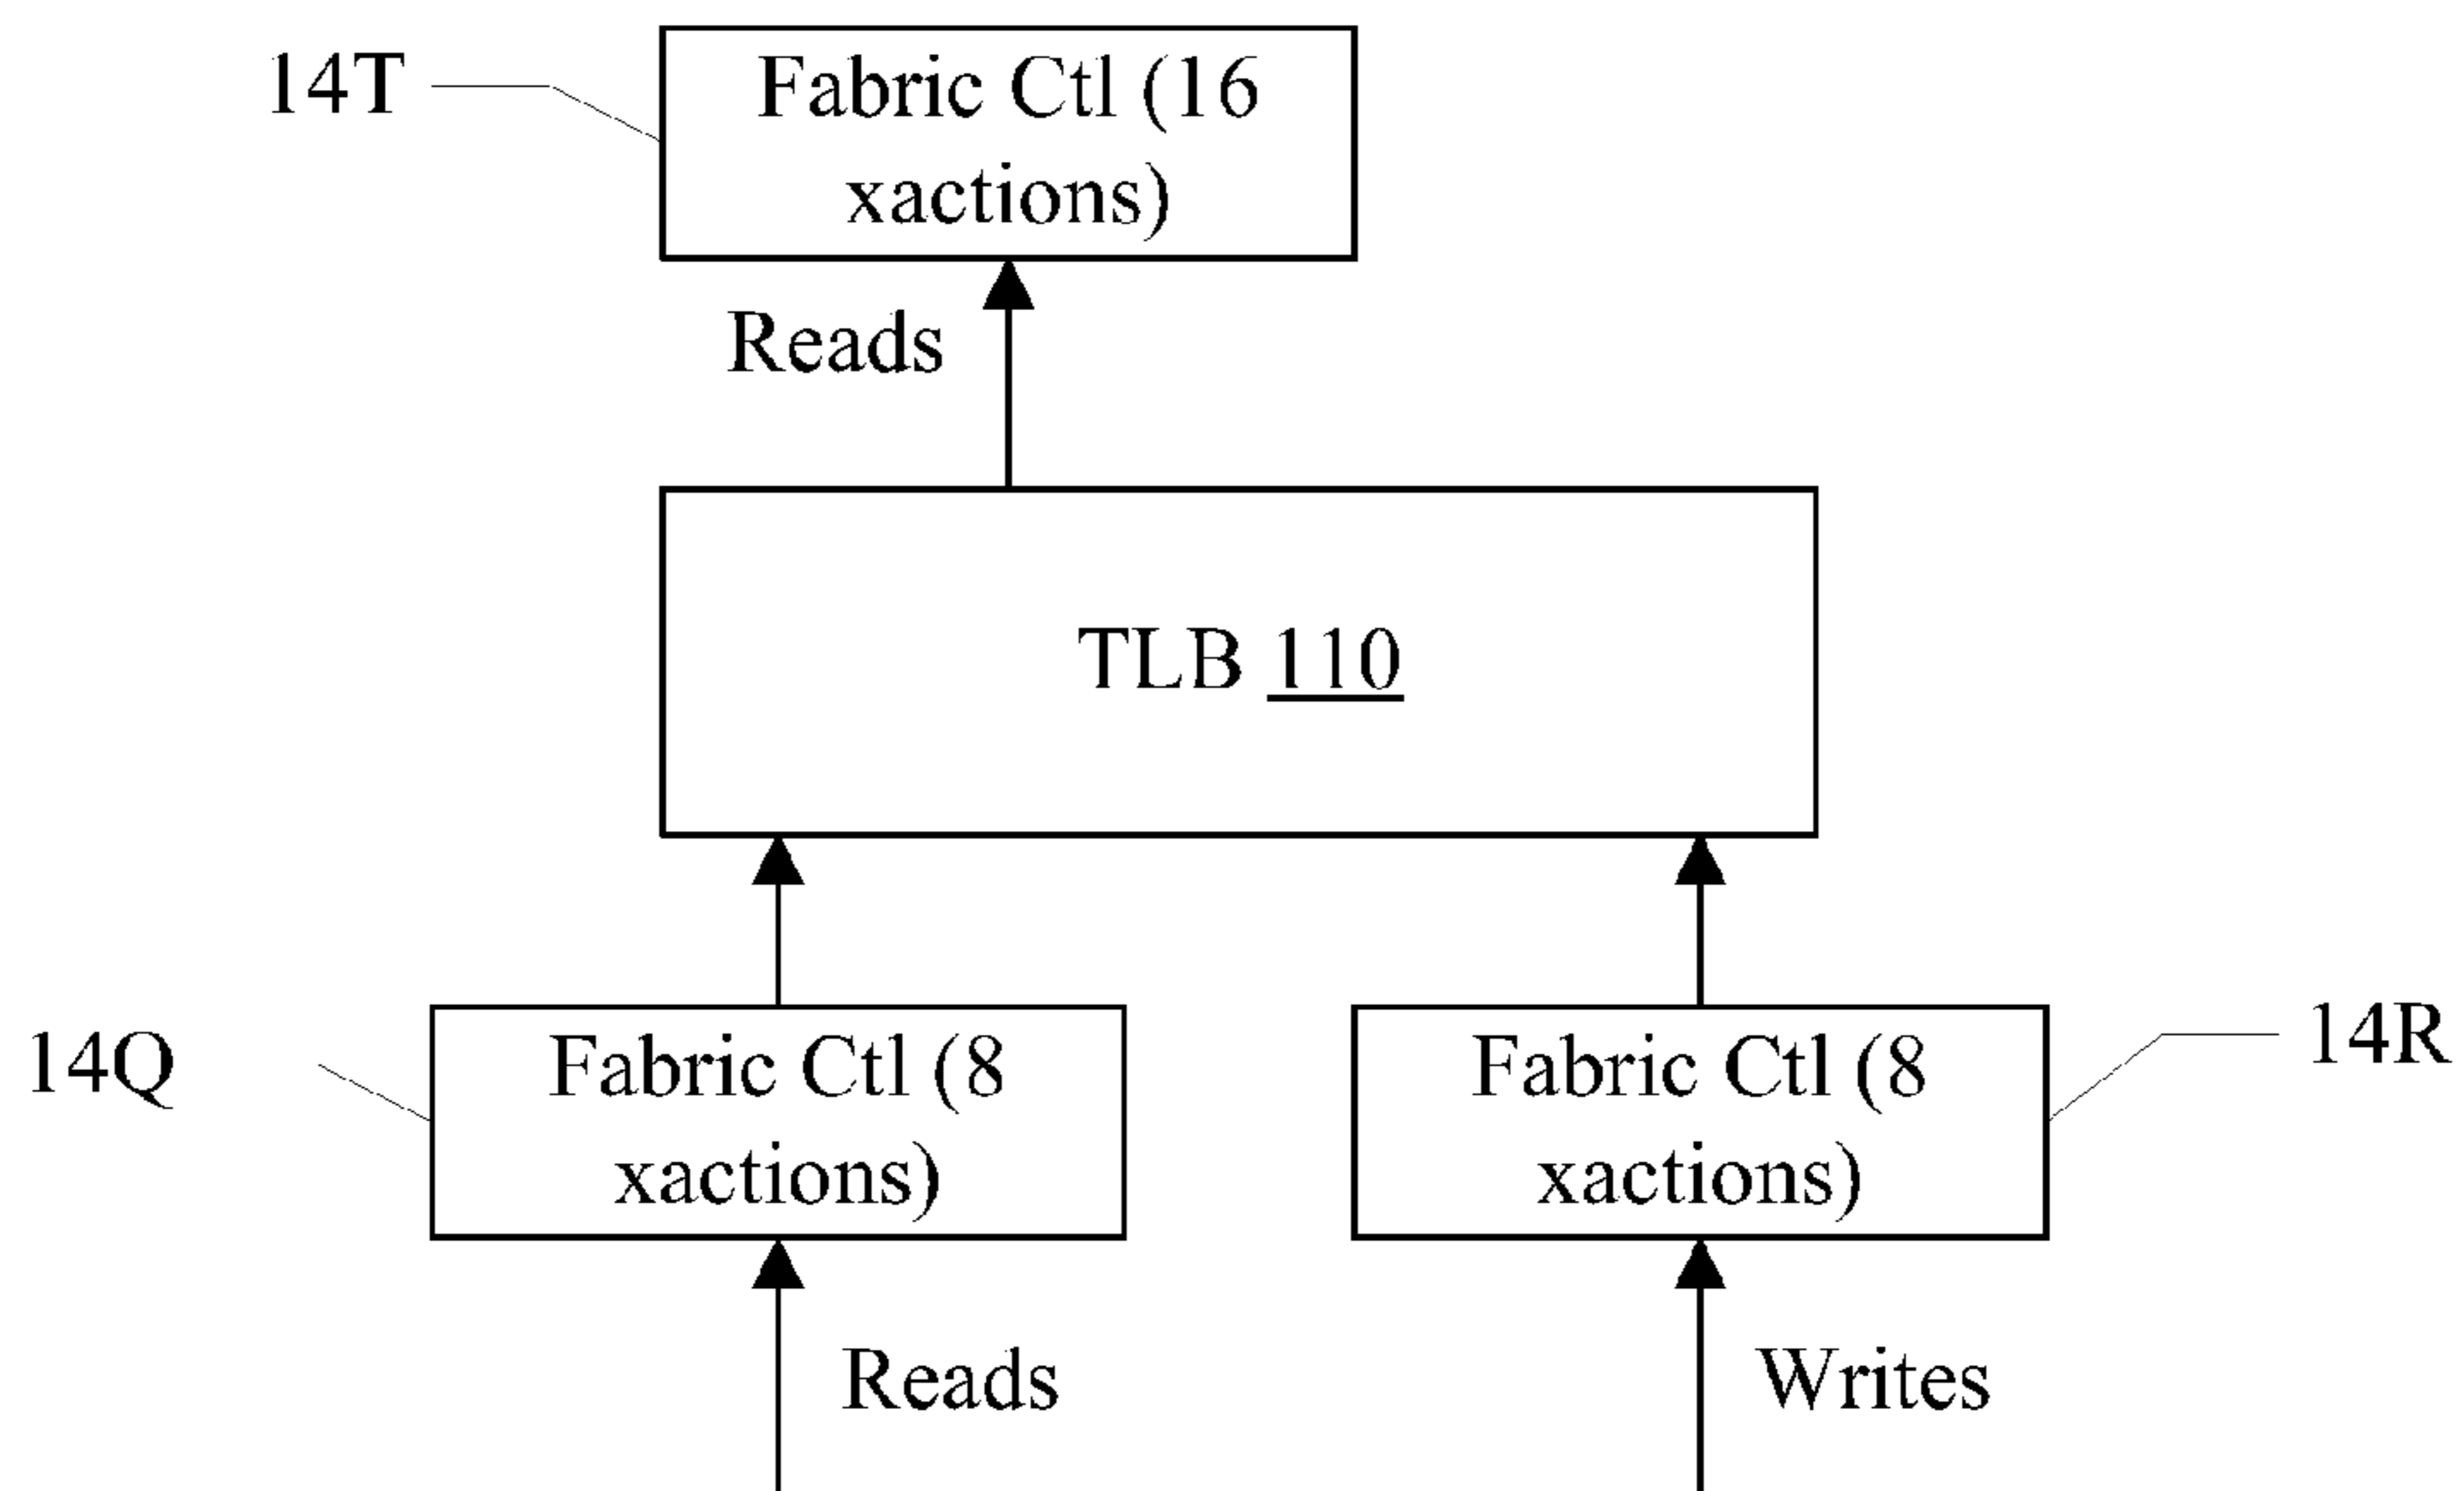 14T
Fabric Ctl (16
xactions)
Reads
TLB 110
14Q
Fabric Ctl (8
xactions)
Fabric Ctl (8
xactions)
14R
Reads
Writes